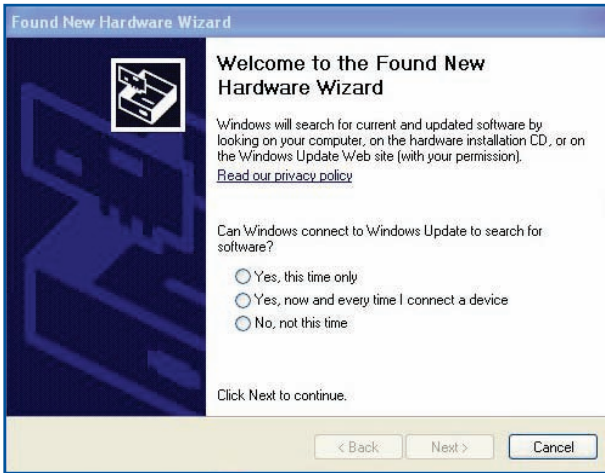 Found New Hardware Wizard
Welcome to the Found New
Hardware Wizard
Windows will search for current and updated software by
looking on your computer, on the hardware installation CD, or on
the Windows Update Web site (with your permission).
Read our privacy policy
Can Windows connect to Windows Update to search for
software?
Yes, this time only
Yes, now and every time I connect a device
No, not this time
Click Next to continue.
< Back
Next >
Cancel